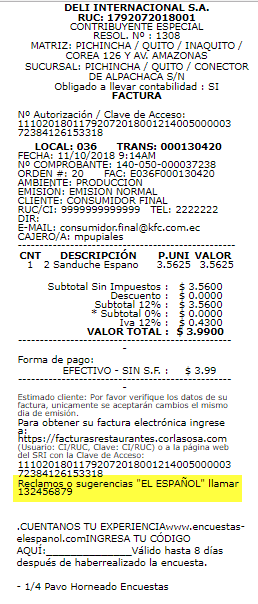 DELI INTERNACIONAL S.A.
RUC: 1792072018001
CONTRIBUYENTE ESPECIAL
RESOL. Nº : 1308
MATRIZ: PICHINCHA / QUITO / INAQUITO /
COREA 126 Y AV. AMAZONAS
SUCURSAL: PICHINCHA / QUITO / CONECTOR
DE ALPACHACA S/N
Obligado a llevar contabilidad : SI
FACTURA
Nº Autorización / Clave de Acceso:
1110201801179207201800121400500003
72384126153318
LOCAL: 036 TRANS: 000130420
FECHA: 11/10/2018 9:14AM
Nº COMPROBANTE: 140-050-000037238
ORDEN #: 20 FAC: E036F000130420
AMBIENTE: PRODUCCION
EMISIÓN: EMISION NORMAL
CLIENTE: CONSUMIDOR FINAL
RUC/CI: 9999999999999 TEL: 2222222
DIR:
E-MAIL: consumidor.final@kfc.com.ec
CAJERO/A: mpupiales
CNT DESCRIPCIÓN P.UNI VALOR
1 2 Sanduche Espano 3.5625 3.5625
Subtotal Sin Impuestos : $ 3.5600
Descuento : $ 0.0000
Subtotal 12% : $ 3.5600
* Subtotal 0% : $ 0.0000
Iva 12% : $ 0.4300
VALOR TOTAL : $ 3.9900
-
Forma de pago:
EFECTIVO - SIN S.F. : $ 3.99
-
Estimado cliente: Por favor verifique los datos de su
factura, unicamente se aceptarán cambios el mismo
dia de emisión.
Para obtener su factura electrónica ingrese
a:
https://facturasrestaurantes.corlasosa.com
(Usuario: CI/RUC, Clave: CI/RUC) o a la página web
del SRI con la Clave de Acceso:
1110201801179207201800121400500003
72384126153318
Reclamos o sugerencias "EL ESPAÑOL" llamar
132456879
.CUENTANOS TU EXPERIENCIAwww.encuestas-
elespanol.comINGRESA TU CÓDIGO
AQUÍ:_______________Válido hasta 8 días
después de haberrealizado la encuesta.
- 1/4 Pavo Horneado Encuestas